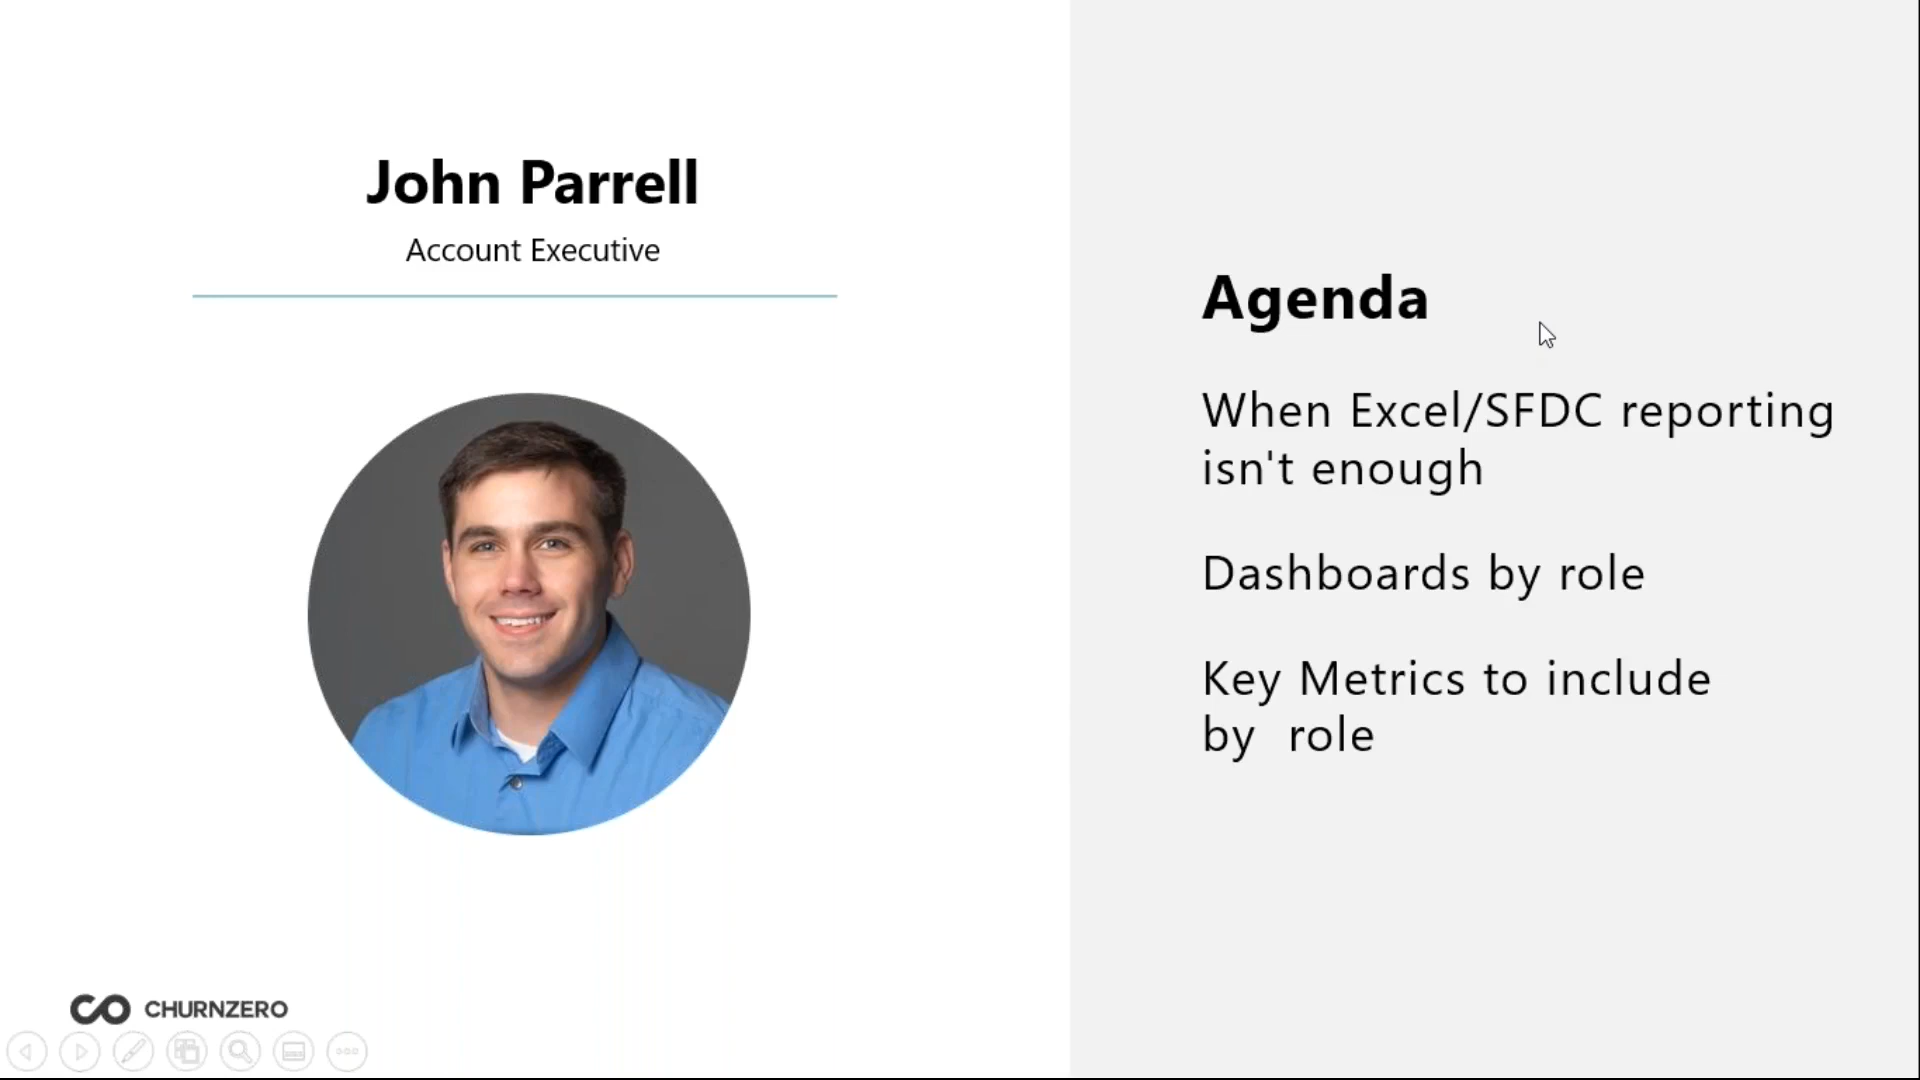 John Parrell
Account Executive
Agenda
When Excel/SFDC reporting
isn't enough
Dashboards by role
Key Metrics to include
by  role
CHURNZERO